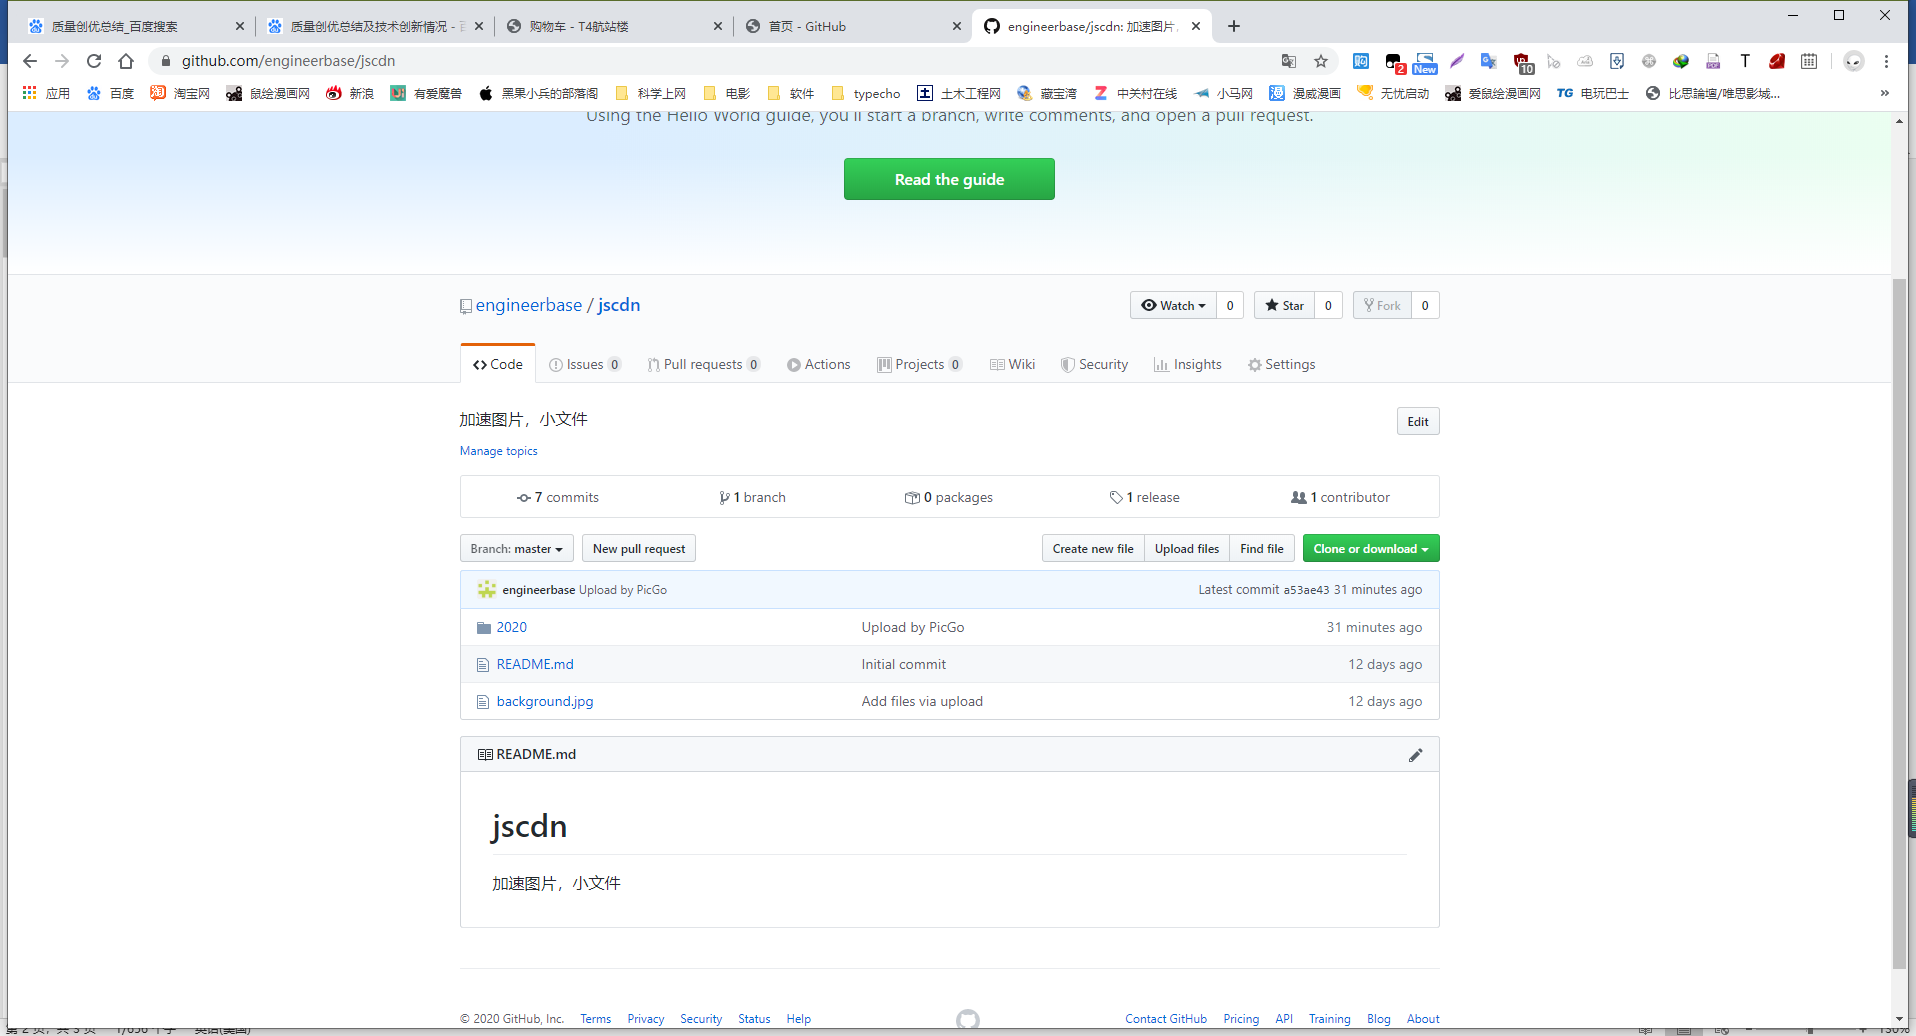 质量创优总结_百度搜索
质量创优总结及技术创新情况 -
购物车 - T4航站楼
首页 - GitHub
engineerbase/jscdn: 加速图片,
github.com/engineerbase/jscdn
2
New
10
应用 百度 淘宝网 鼠绘漫画网 新浪 有爱魔兽 黑果小兵的部落阁 科学上网 电影 软件 typecho 土木工程网 藏宝湾 中关村在线 小马网 漫威漫画 无忧启动 爱鼠绘漫画网 TG 电玩巴士 比思論壇/唯思影城... »
Using the Hello World guide, you'll start a branch, write comments, and open a pull request.
Read the guide
engineerbase / jscdn
Watch 0 Star 0 Fork 0
Code Issues 0 Pull requests 0 Actions Projects 0 Wiki Security Insights Settings
加速图片，小文件
Edit
Manage topics
7 commits 1 branch 0 packages 1 release 1 contributor
Branch: master New pull request Create new file Upload files Find file Clone or download
engineerbase Upload by PicGo Latest commit a53ae43 31 minutes ago
2020 Upload by PicGo 31 minutes ago
README.md Initial commit 12 days ago
background.jpg Add files via upload 12 days ago
README.md
jscdn
加速图片，小文件
© 2020 GitHub, Inc. Terms Privacy Security Status Help Contact GitHub Pricing API Training Blog About